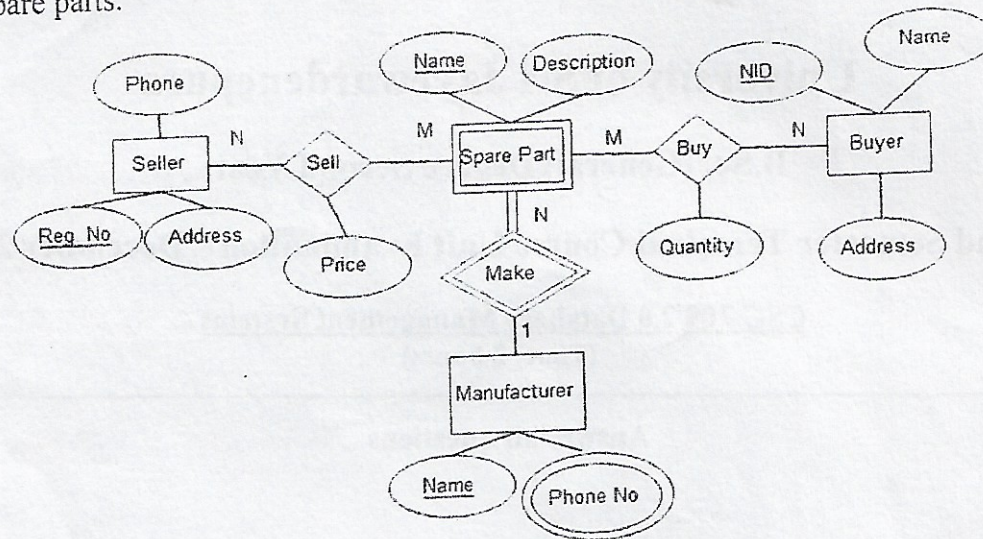 pare parts.
Name
Name
Description
NID
Phone
N
M
M
N
Seller
Sell
Spare Part
Buy
Buyer
N
Reg. No
Address
Quantity
Address
Price
Make
1
Manufacturer
Name
Phone No